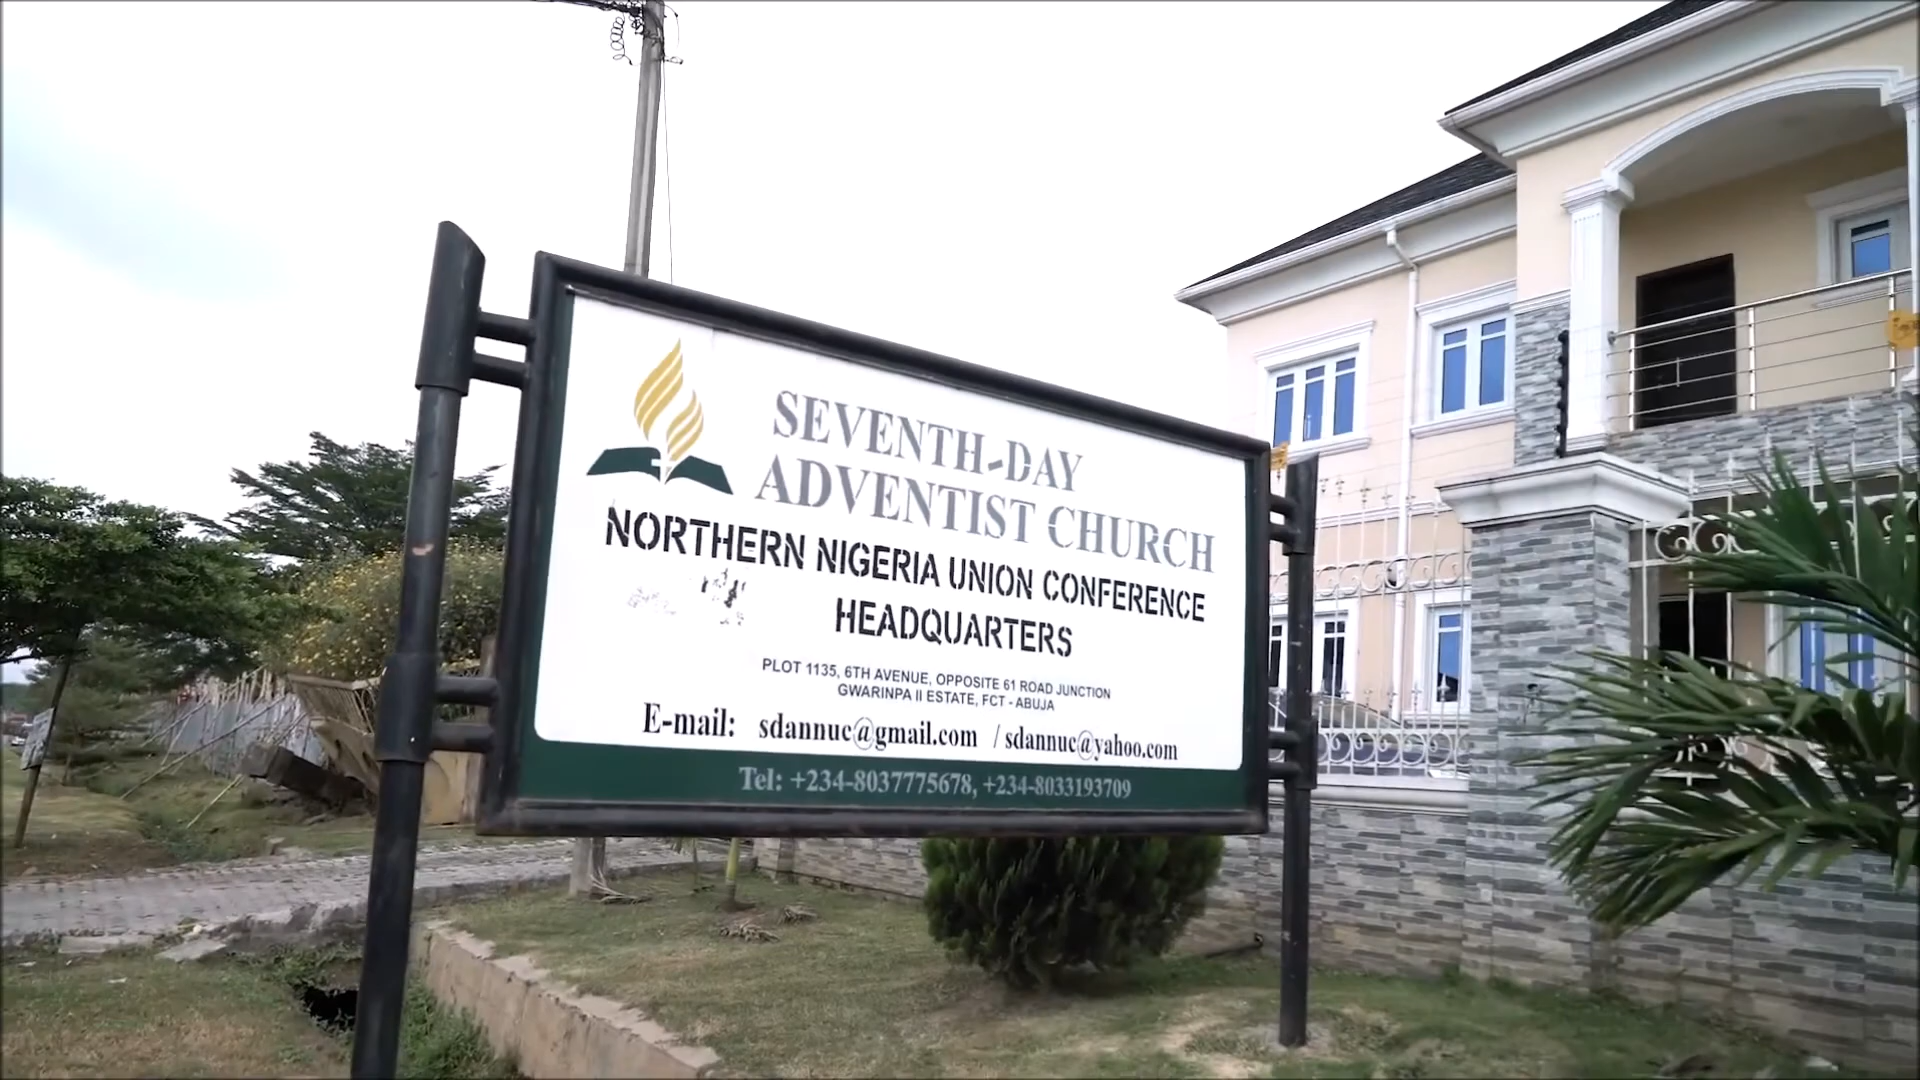 SEVENTH-DAY
ADVENTIST CHURCH
NORTHERN NIGERIA UNION CONFERENCE
HEADQUARTERS
PLOT 1135, 6TH AVENUE, OPPOSITE 61 ROAD JUNCTION
GWARINPA II ESTATE, FCT - ABUJA
E-mail: sdannuc@gmail.com / sdannuc@yahoo.com
Tel: +234-8037775678, +234-8033193709